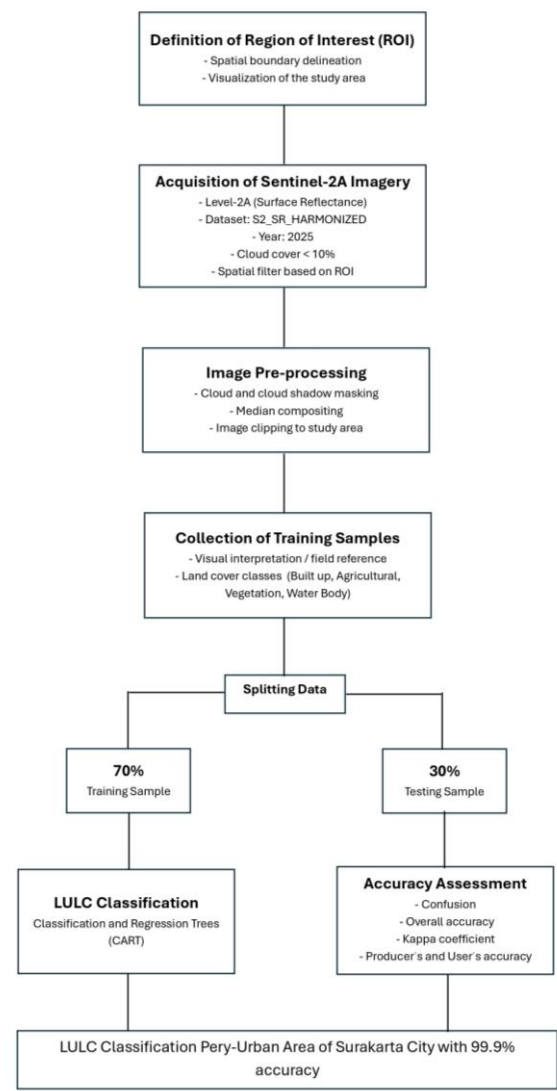 Definition of Region of Interest (ROI)
- Spatial boundary delineation
- Visualization of the study area
Acquisition of Sentinel-2A Imagery
- Level-2A (Surface Reflectance)
- Dataset: S2_SR_HARMONIZED
- Year: 2025
- Cloud cover < 10%
- Spatial filter based on ROI
Image Pre-processing
- Cloud and cloud shadow masking
- Median compositing
- Image clipping to study area
Collection of Training Samples
- Visual interpretation / field reference
- Land cover classes (Built up, Agricultural,
Vegetation, Water Body)
Splitting Data
70%
Training Sample
30%
Testing Sample
LULC Classification
Classification and Regression Trees
(CART)
Accuracy Assessment
- Confusion
- Overall accuracy
- Kappa coefficient
- Producer's and User's accuracy
LULC Classification Pery-Urban Area of Surakarta City with 99.9%
accuracy